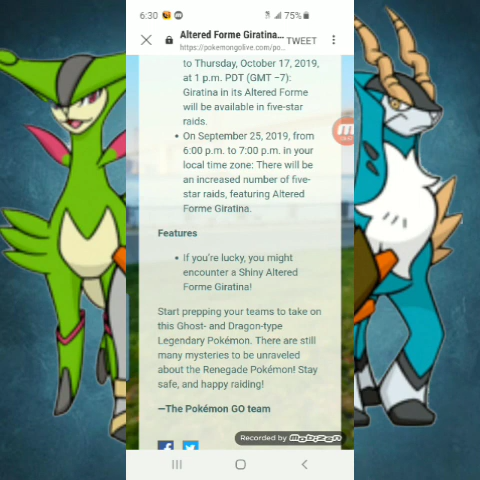 6:30
75%
Altered Forme Giratina...
https://pokemongolive.com/po...
TWEET
to Thursday, October 17, 2019,
at 1 p.m. PDT (GMT −7):
Giratina in its Altered Forme
will be available in five-star
raids.
• On September 25, 2019, from
6:00 p.m. to 7:00 p.m. in your
local time zone: There will be
an increased number of five-
star raids, featuring Altered
Forme Giratina.
Features
• If you're lucky, you might
encounter a Shiny Altered
Forme Giratina!
Start prepping your teams to take on
this Ghost- and Dragon-type
Legendary Pokémon. There are still
many mysteries to be unraveled
about the Renegade Pokémon! Stay
safe, and happy raiding!
—The Pokémon GO team
Recorded by mobizen